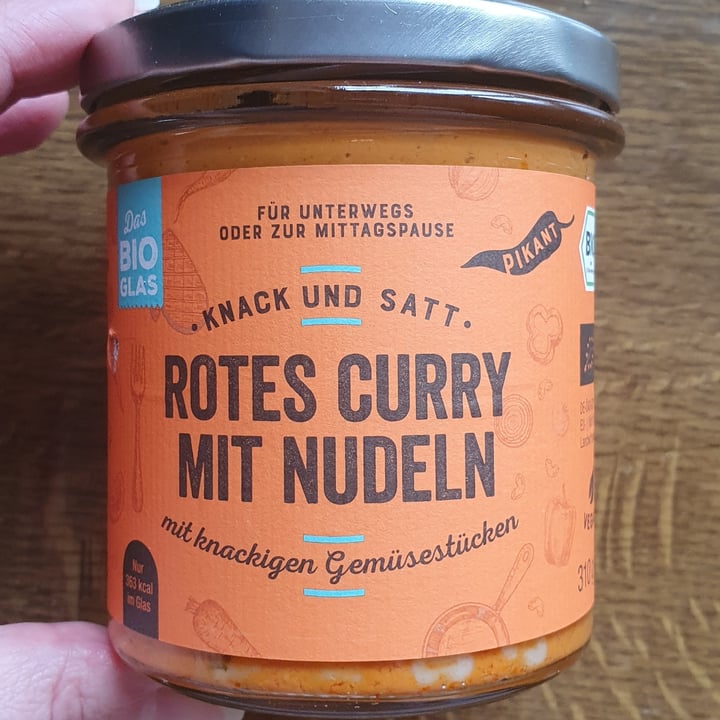 Das
BIO
GLAS
FÜR UNTERWEGS
ODER ZUR MITTAGSPAUSE
PIKANT
KNACK UND SATT
ROTES CURRY
MIT NUDELN
mit knackigen Gemüsestücken
Nur
363 kcal
im Glas
310